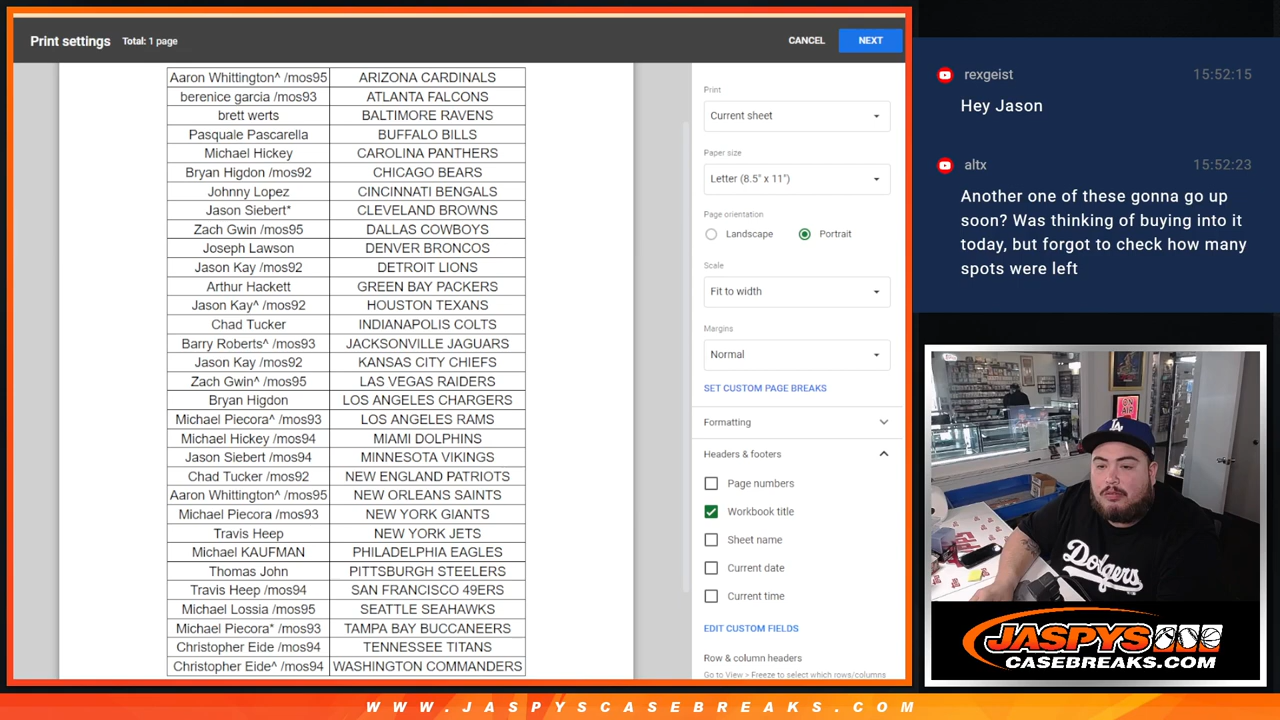 Print settings
Total: 1 page
CANCEL
NEXT
Aaron Whittington^ /mos95 ARIZONA CARDINALS
berenice garcia /mos93 ATLANTA FALCONS
brett werts BALTIMORE RAVENS
Pasquale Pascarella BUFFALO BILLS
Michael Hickey CAROLINA PANTHERS
Bryan Higdon /mos92 CHICAGO BEARS
Johnny Lopez CINCINNATI BENGALS
Jason Siebert* CLEVELAND BROWNS
Zach Gwin /mos95 DALLAS COWBOYS
Joseph Lawson DENVER BRONCOS
Jason Kay /mos92 DETROIT LIONS
Arthur Hackett GREEN BAY PACKERS
Jason Kay^ /mos92 HOUSTON TEXANS
Chad Tucker INDIANAPOLIS COLTS
Barry Roberts^ /mos93 JACKSONVILLE JAGUARS
Jason Kay /mos92 KANSAS CITY CHIEFS
Zach Gwin^ /mos95 LAS VEGAS RAIDERS
Bryan Higdon LOS ANGELES CHARGERS
Michael Piecora^ /mos93 LOS ANGELES RAMS
Michael Hickey /mos94 MIAMI DOLPHINS
Jason Siebert /mos94 MINNESOTA VIKINGS
Chad Tucker /mos92 NEW ENGLAND PATRIOTS
Aaron Whittington^ /mos95 NEW ORLEANS SAINTS
Michael Piecora /mos93 NEW YORK GIANTS
Travis Heep NEW YORK JETS
Michael KAUFMAN PHILADELPHIA EAGLES
Thomas John PITTSBURGH STEELERS
Travis Heep /mos94 SAN FRANCISCO 49ERS
Michael Lossia /mos95 SEATTLE SEAHAWKS
Michael Piecora* /mos93 TAMPA BAY BUCCANEERS
Christopher Eide /mos94 TENNESSEE TITANS
Christopher Eide^ /mos94 WASHINGTON COMMANDERS
Print
Current sheet
Paper size
Letter (8.5" x 11")
Page orientation
Landscape
Portrait
Scale
Fit to width
Margins
Normal
SET CUSTOM PAGE BREAKS
Formatting
Headers & footers
Page numbers
Workbook title
Sheet name
Current date
Current time
EDIT CUSTOM FIELDS
Row & column headers
Go to View > Freeze to select which rows/columns
rexgeist 15:52:15
Hey Jason
altx 15:52:23
Another one of these gonna go up
soon? Was thinking of buying into it
today, but forgot to check how many
spots were left
ON AIR
LA
Dodgers
JASPYS
CASEBREAKS.COM
WWW.JASPYSCASEBREAKS.COM